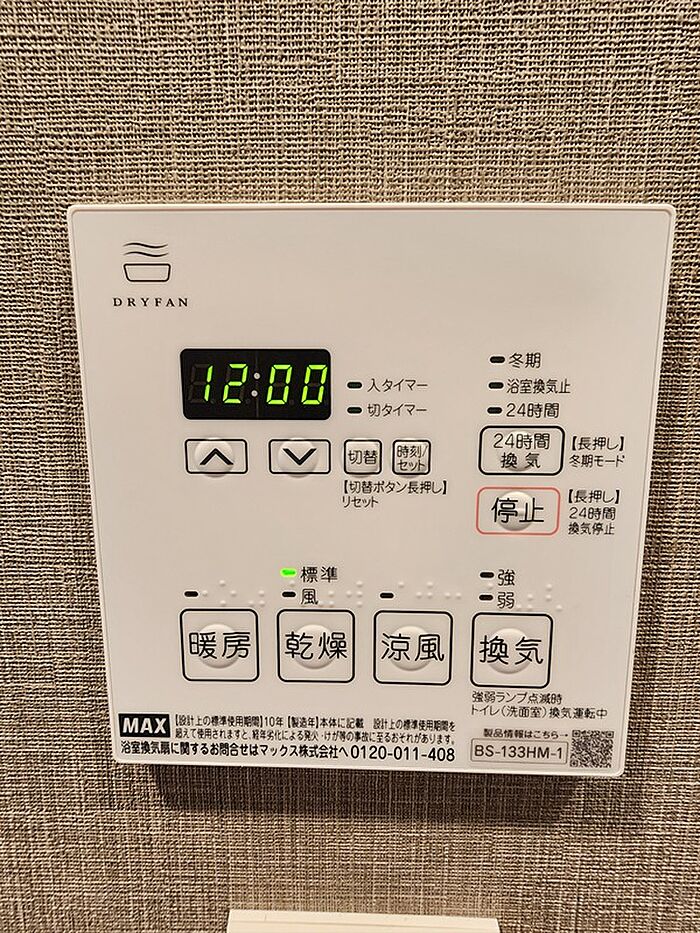 DRYFAN
12:00
入タイマー
切タイマー
切替
時刻/
セット
【切替ボタン長押し】
リセット
冬期
浴室換気止
24時間
24時間
換気
【長押し】
冬期モード
停止
【長押し】
24時間
換気停止
標準
風
強
弱
暖房
乾燥
涼風
換気
強弱ランプ点滅時
トイレ(洗面室)換気運転中
MAX
【設計上の標準使用期間】10年【製造年】本体に記載 設計上の標準使用期間を
超えて使用されますと、経年劣化による発火・けが等の事故に至るおそれがあります。
浴室換気扇に関するお問合せはマックス株式会社へ 0120-011-408
製品情報はこちら→
BS-133HM-1